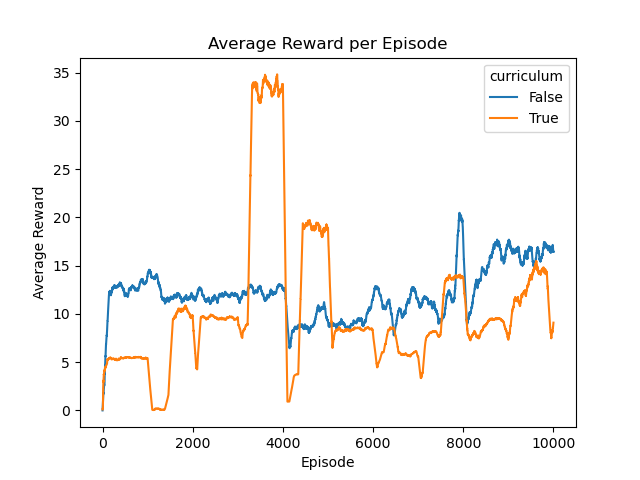 Average Reward per Episode
Average Reward
35
30
25
20
15
10
5
0
0 2000 4000 6000 8000 10000
Episode
curriculum
False
True